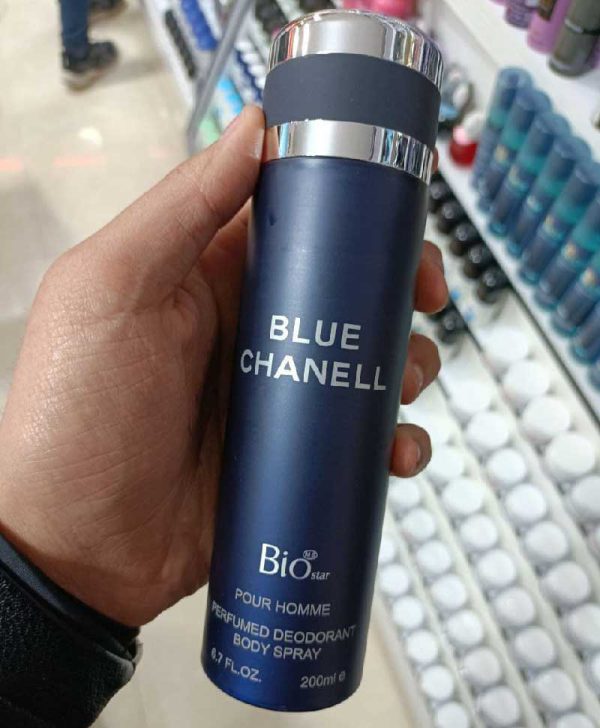 BLUE
CHANELL
Bio star
POUR HOMME
PERFUMED DEODORANT
BODY SPRAY
6.7 FL.OZ. 200ml e